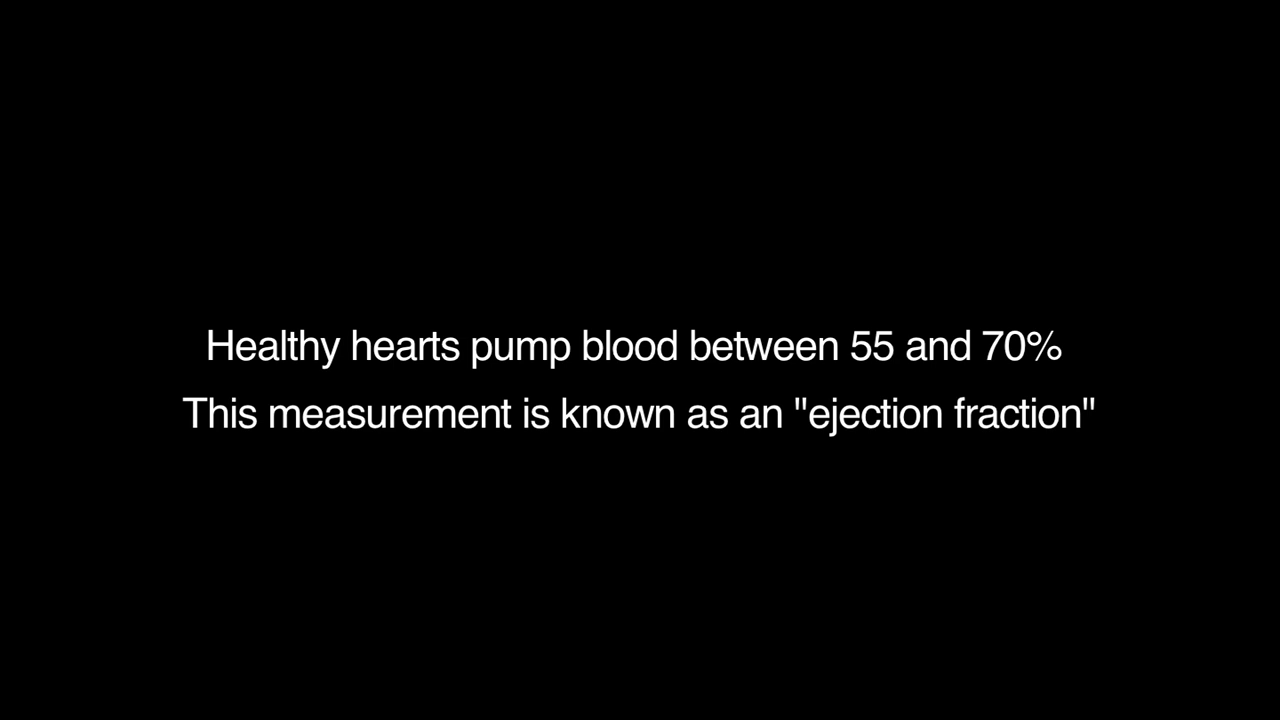 Healthy hearts pump blood between 55 and 70%
This measurement is known as an "ejection fraction"